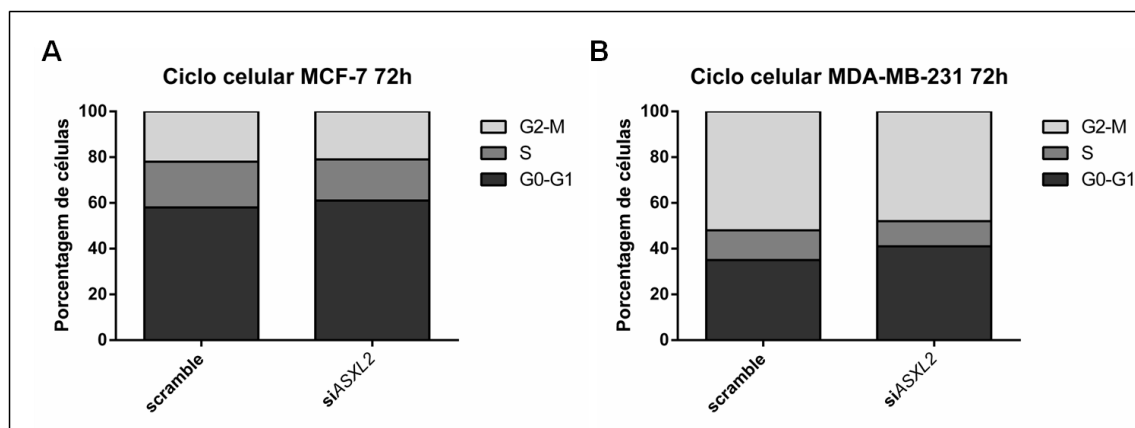 A
Ciclo celular MCF-7 72h
Porcentagem de células
100
80
60
40
20
0
scramble
siASXL2
G2-M
S
G0-G1
B
Ciclo celular MDA-MB-231 72h
Porcentagem de células
100
80
60
40
20
0
scramble
siASXL2
G2-M
S
G0-G1